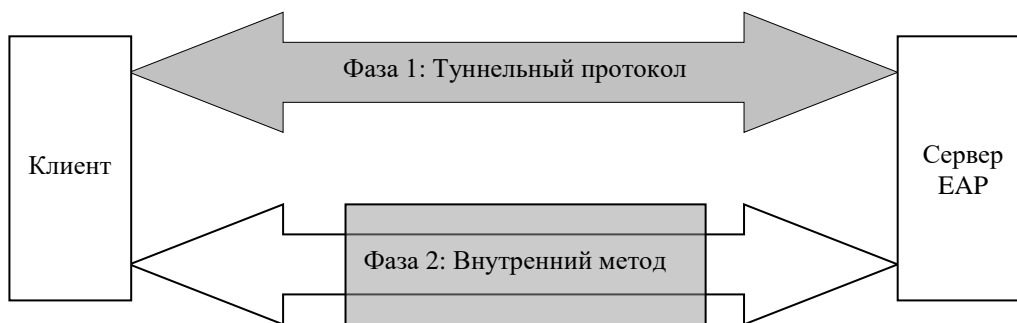 Фаза 1: Туннельный протокол
Клиент
Сервер
EAP
Фаза 2: Внутренний метод